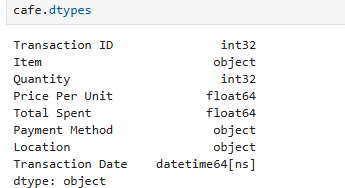 cafe.dtypes
Transaction ID int32
Item object
Quantity int32
Price Per Unit float64
Total Spent float64
Payment Method object
Location object
Transaction Date datetime64[ns]
dtype: object